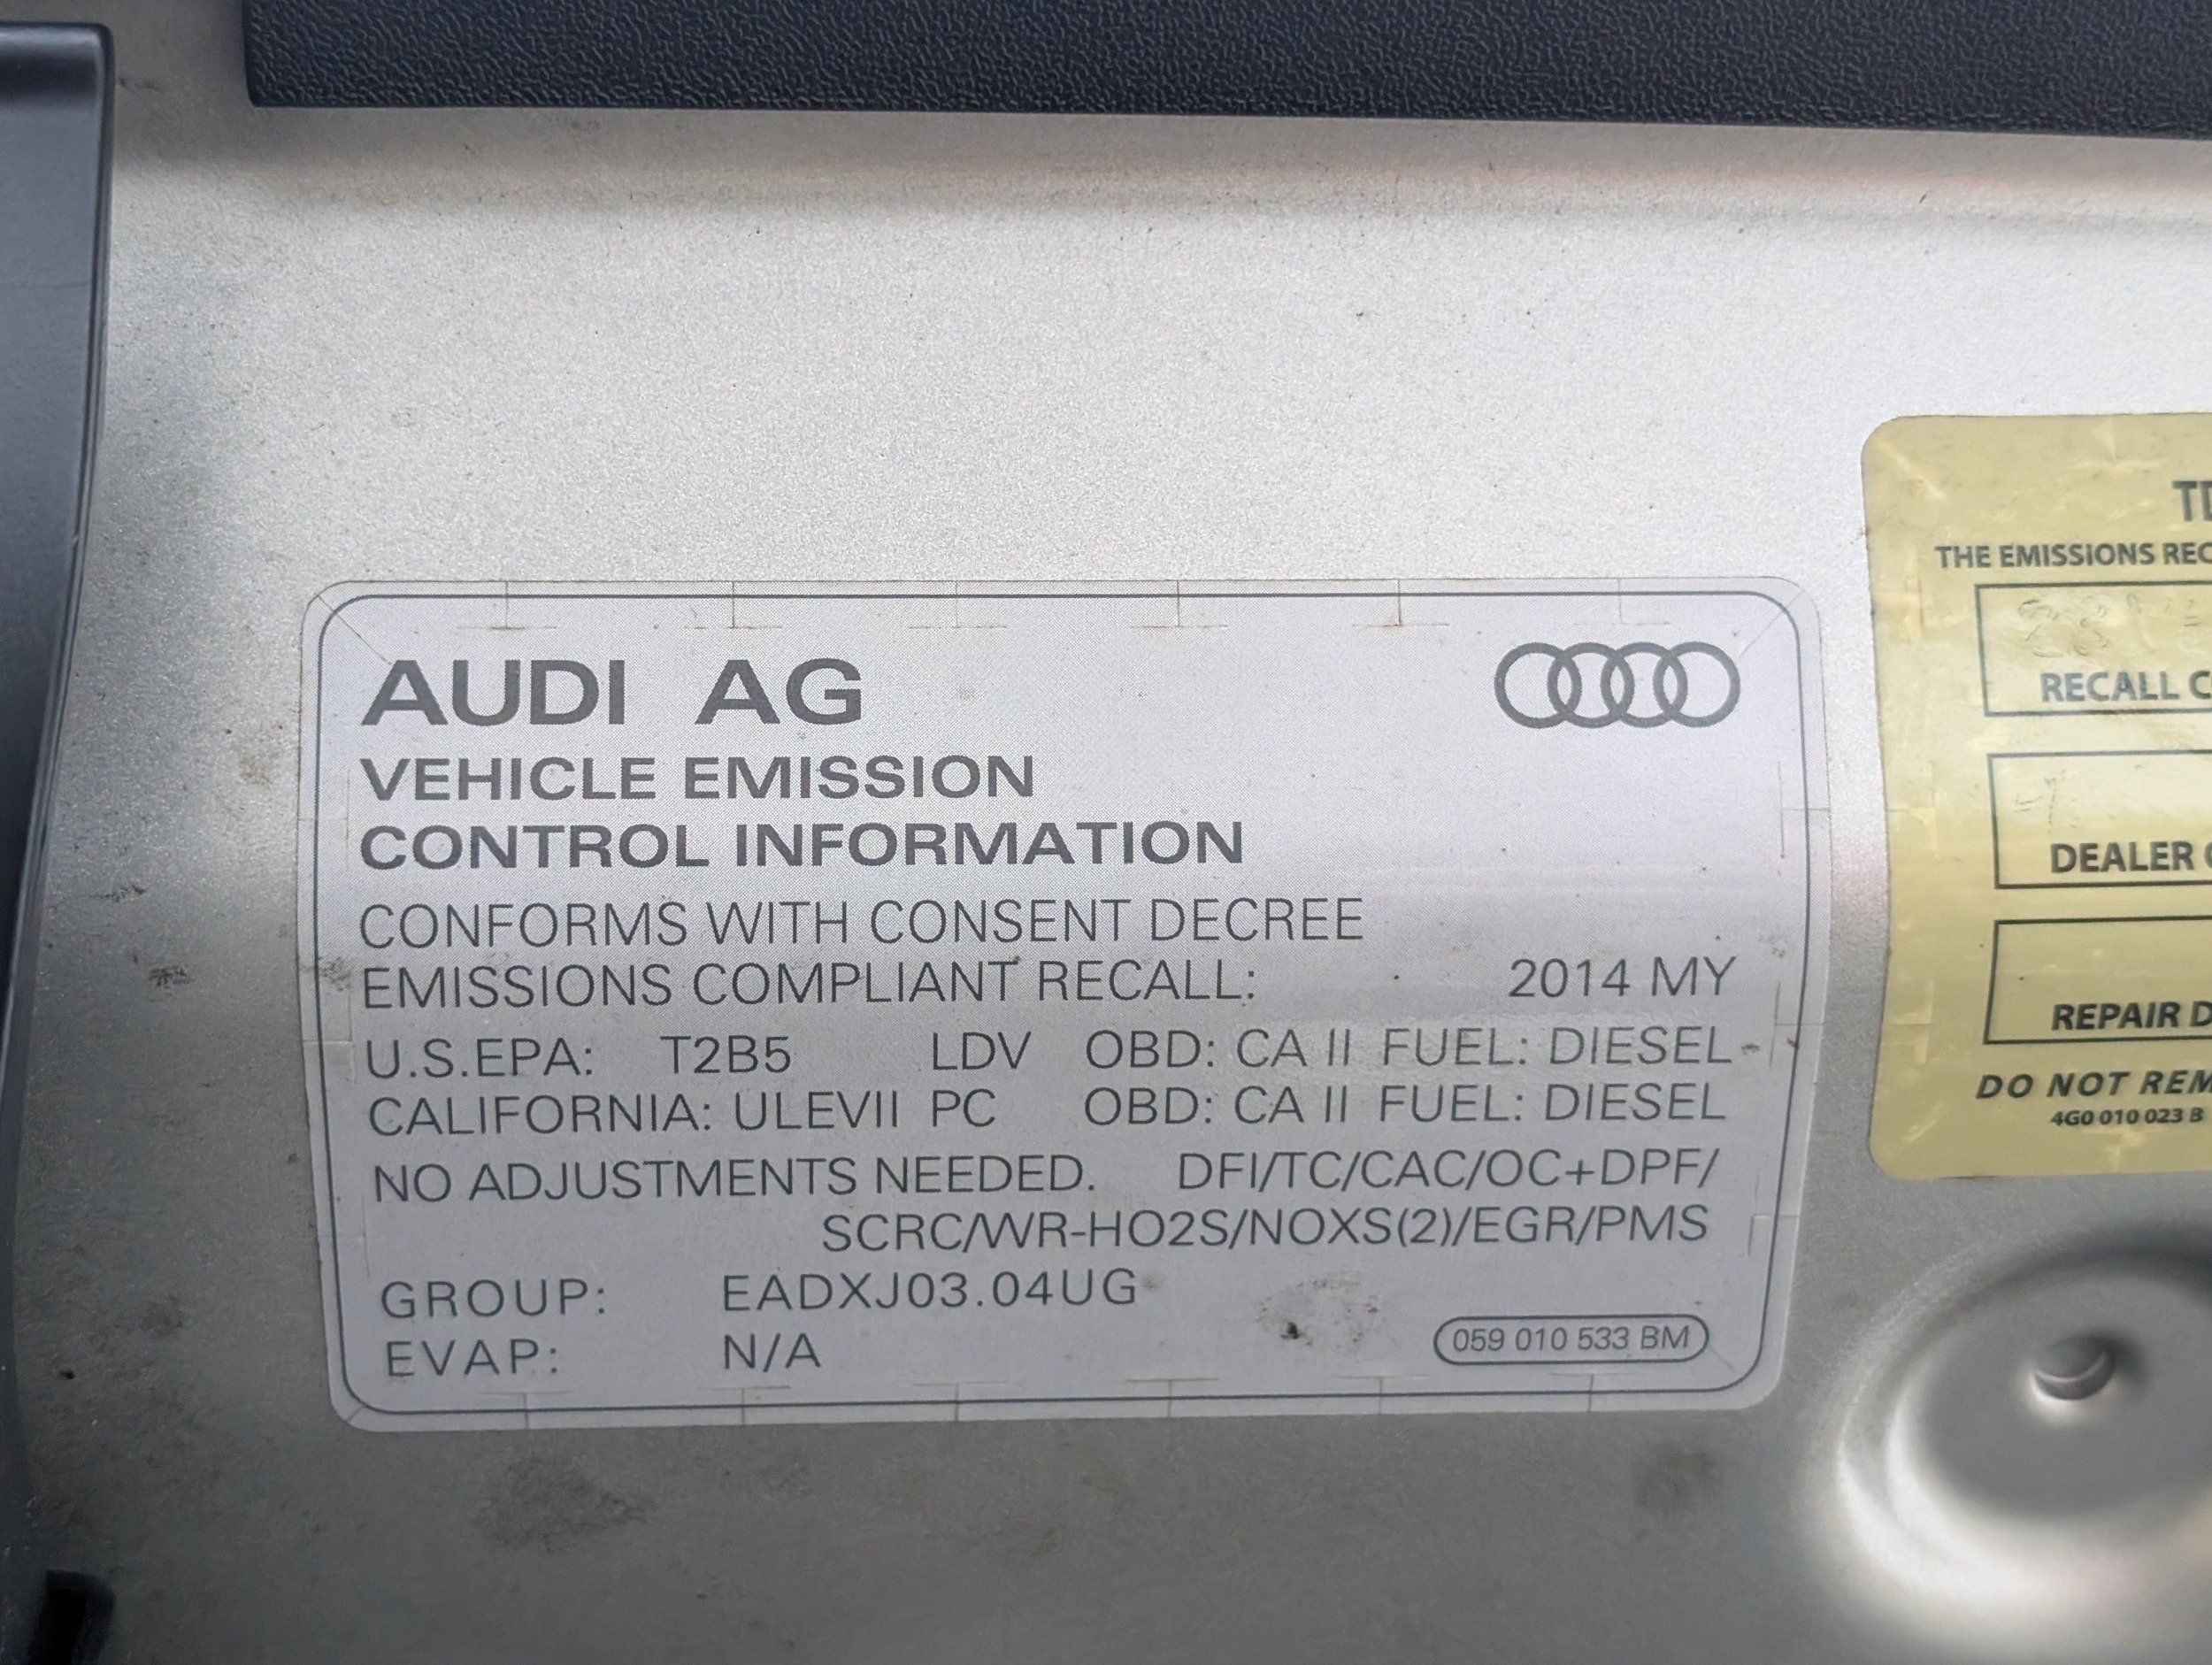 AUDI AG
VEHICLE EMISSION
CONTROL INFORMATION
CONFORMS WITH CONSENT DECREE
EMISSIONS COMPLIANT RECALL: 2014 MY
U.S.EPA: T2B5 LDV OBD: CA II FUEL: DIESEL
CALIFORNIA: ULEVII PC OBD: CA II FUEL: DIESEL
NO ADJUSTMENTS NEEDED. DFI/TC/CAC/OC+DPF/
SCRC/WR-HO2S/NOXS(2)/EGR/PMS
GROUP: EADXJ03.04UG
EVAP: N/A
059 010 533 BM
THE EMISSIONS
RECALL
DEALER
REPAIR
DO NOT
4G0 010 023 B